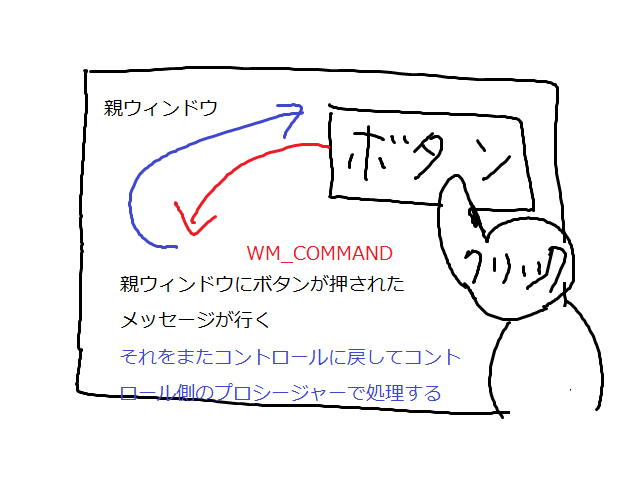 親ウィンドウ
ボタン
クリック
WM_COMMAND
親ウィンドウにボタンが押された
メッセージが行く
それをまたコントロールに戻してコント
ロール側のプロシージャーで処理する